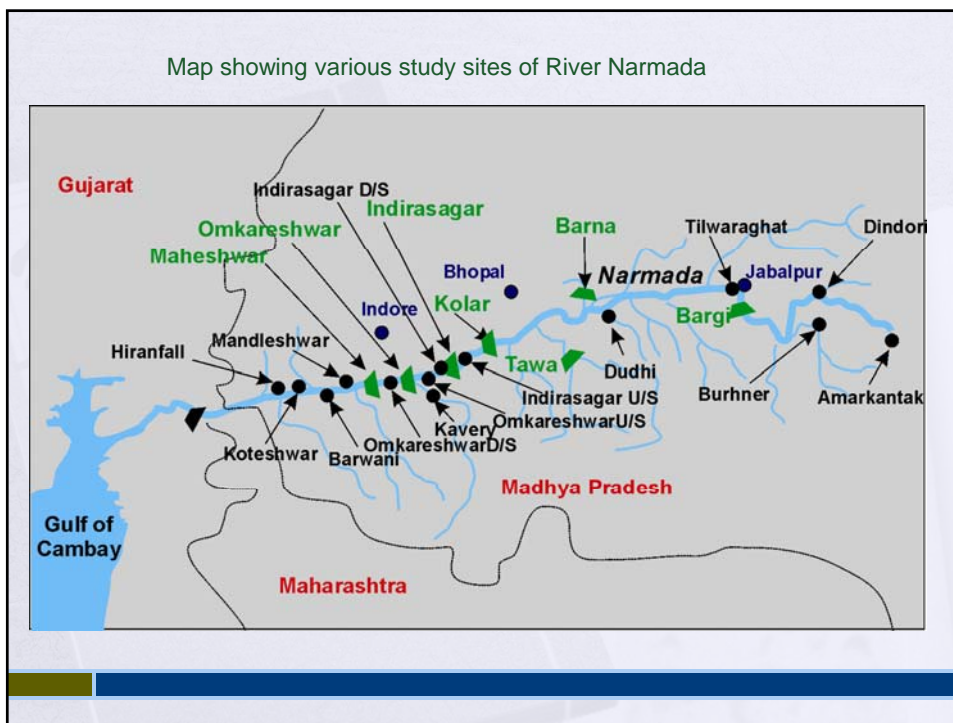 Map showing various study sites of River Narmada
Gujarat
Indirasagar D/S
Indirasagar
Omkareshwar
Maheshwar
Barna
Tilwaraghat
Dindori
Bhopal
Narmada
Jabalpur
Indore
Kolar
Bargi
Mandleshwar
Hiranfall
Tawa
Dudhi
Burhner
Amarkantak
Indirasagar U/S
OmkareshwarU/S
Kavery
OmkareshwarD/S
Koteshwar
Barwani
Madhya Pradesh
Gulf of
Cambay
Maharashtra